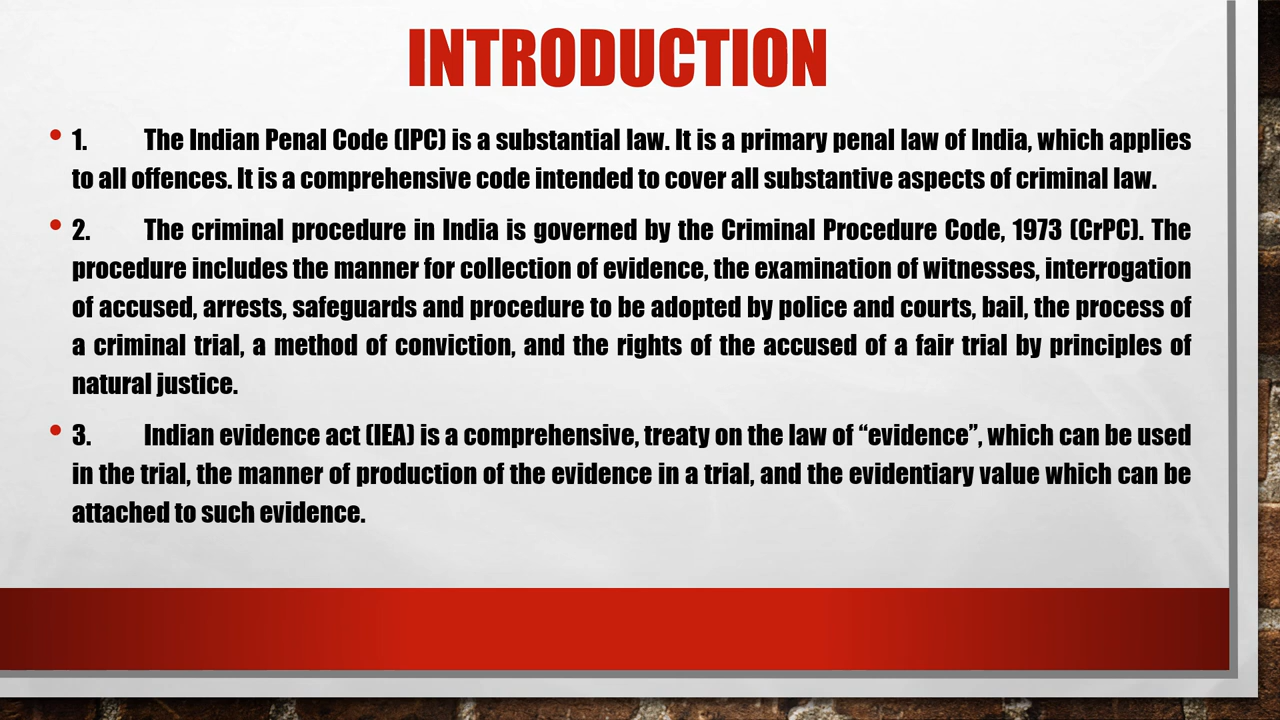 INTRODUCTION
• 1. The Indian Penal Code (IPC) is a substantial law. It is a primary penal law of India, which applies
to all offences. It is a comprehensive code intended to cover all substantive aspects of criminal law.
• 2. The criminal procedure in India is governed by the Criminal Procedure Code, 1973 (CrPC). The
procedure includes the manner for collection of evidence, the examination of witnesses, interrogation
of accused, arrests, safeguards and procedure to be adopted by police and courts, bail, the process of
a criminal trial, a method of conviction, and the rights of the accused of a fair trial by principles of
natural justice.
• 3. Indian evidence act (IEA) is a comprehensive, treaty on the law of “evidence”, which can be used
in the trial, the manner of production of the evidence in a trial, and the evidentiary value which can be
attached to such evidence.